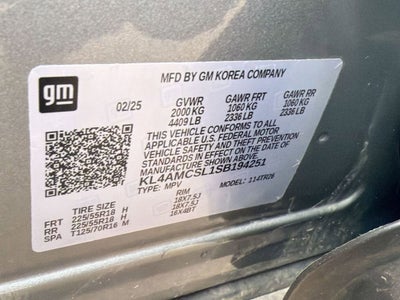 gm
MFD BY GM KOREA COMPANY
02/25 GVWR GAWR FRT GAWR RR
2000 KG 1060 KG 1060 KG
4409 LB 2336 LB 2336 LB
THIS VEHICLE CONFORMS TO ALL
APPLICABLE U.S. FEDERAL MOTOR
VEHICLE SAFETY AND THEFT PREVENTION
STANDARDS IN EFFECT ON THE DATE OF
MANUFACTURE SHOWN ABOVE.
KL4AMCSL1SB194251
TYPE: MPV MODEL: 114TR26
TIRE SIZE RIM
FRT 225/55R18 H 18X7.5J
RR 225/55R18 H 18X7.5J
SPA T125/70R16 M 16X4BT